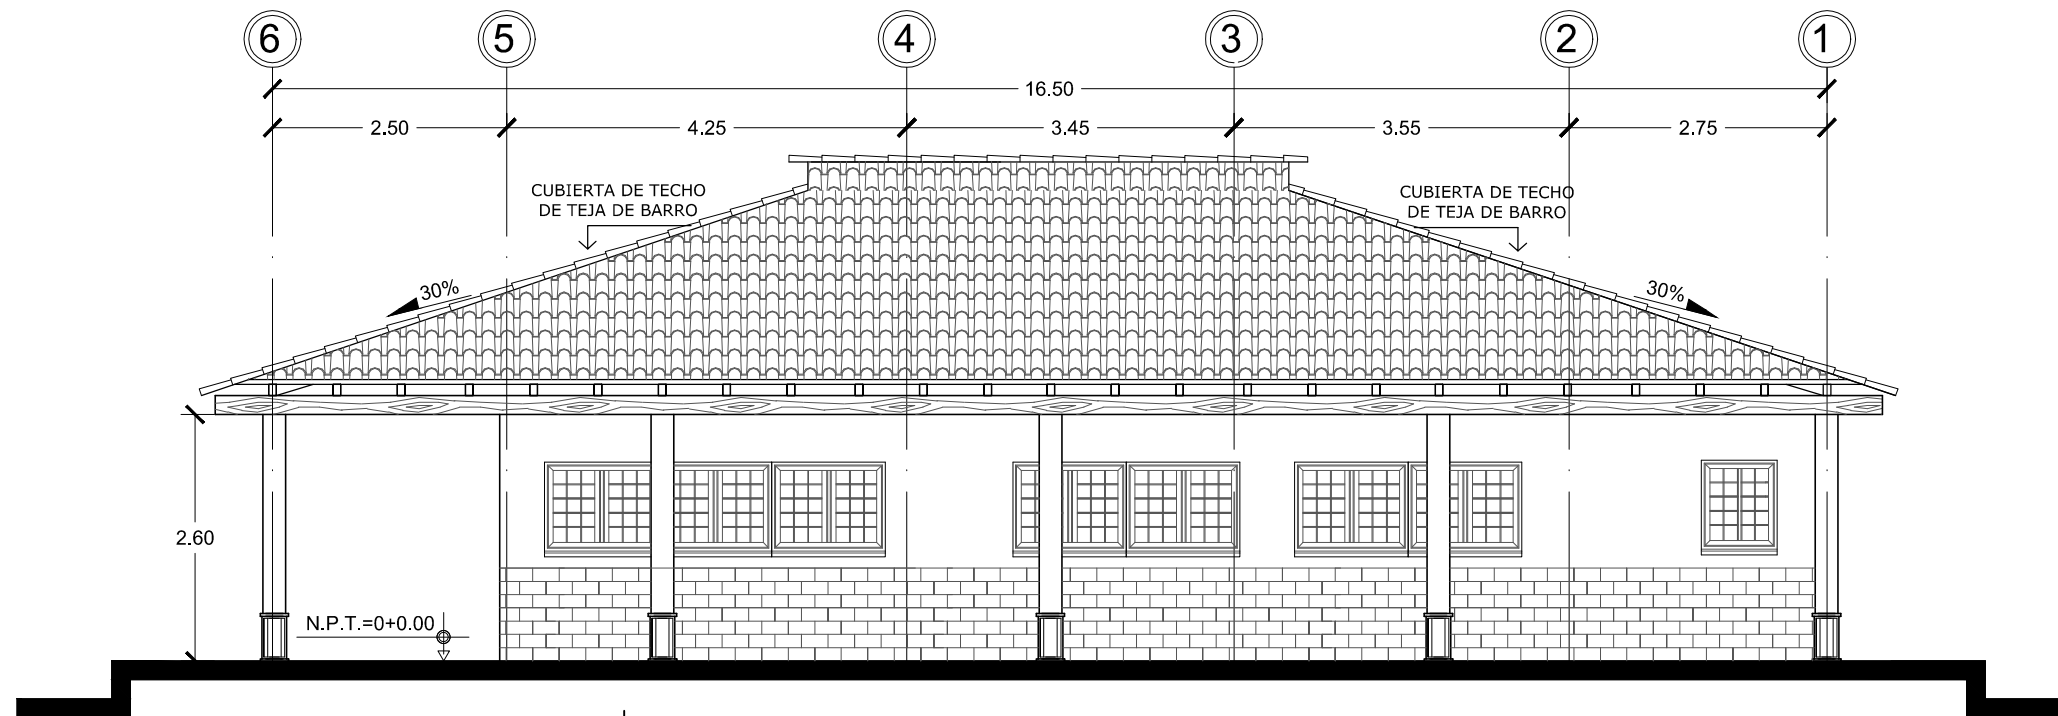 6 5 4 3 2 1
16.50
2.50 4.25 3.45 3.55 2.75
CUBIERTA DE TECHO
DE TEJA DE BARRO
CUBIERTA DE TECHO
DE TEJA DE BARRO
30%
30%
2.60
N.P.T.=0+0.00